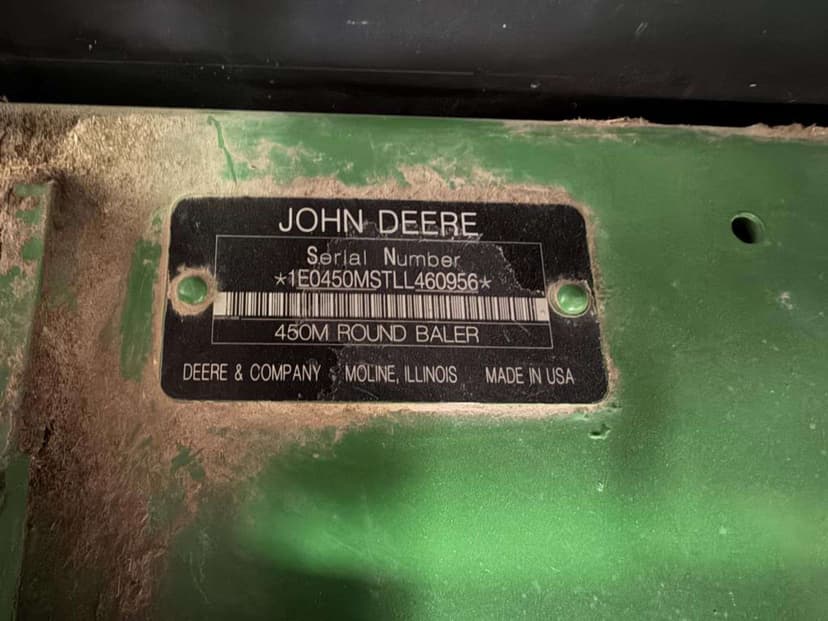 JOHN DEERE
Serial Number
*1E0450MSTLL460956*
450M ROUND BALER
DEERE & COMPANY MOLINE, ILLINOIS MADE IN USA